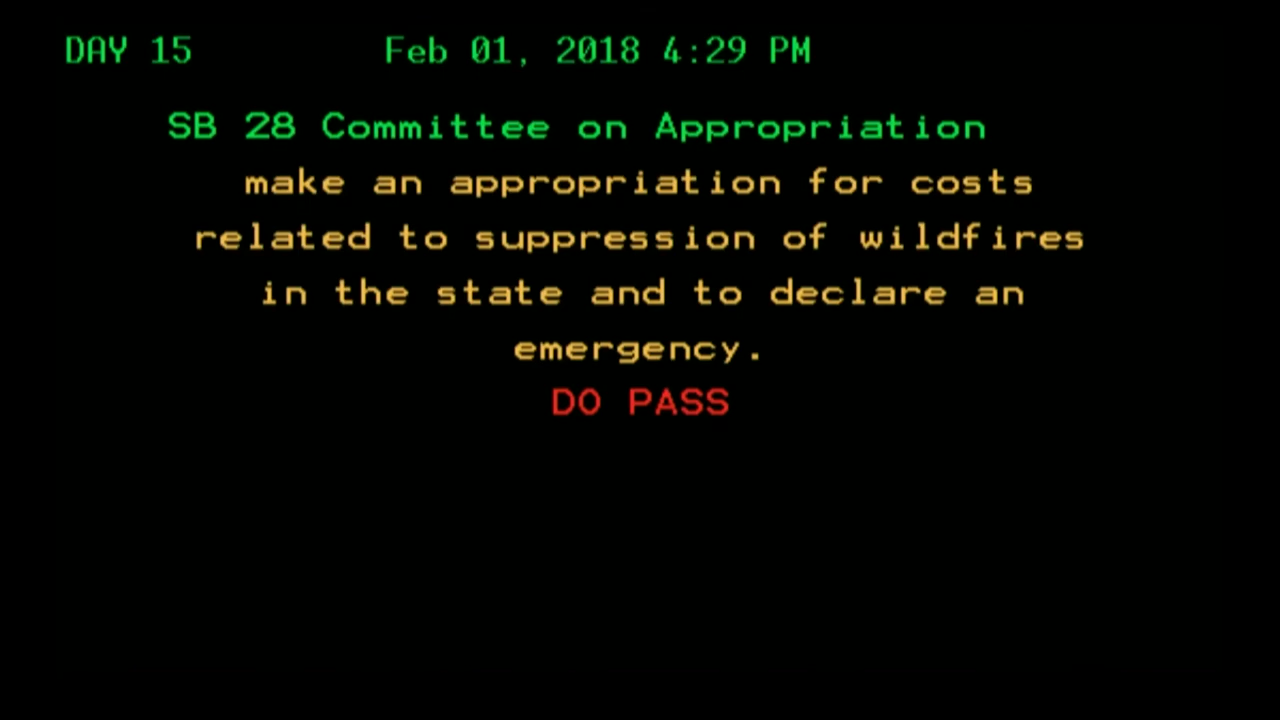 DAY 15 Feb 01, 2018 4:29 PM
SB 28 Committee on Appropriation
make an appropriation for costs
related to suppression of wildfires
in the state and to declare an
emergency.
DO PASS